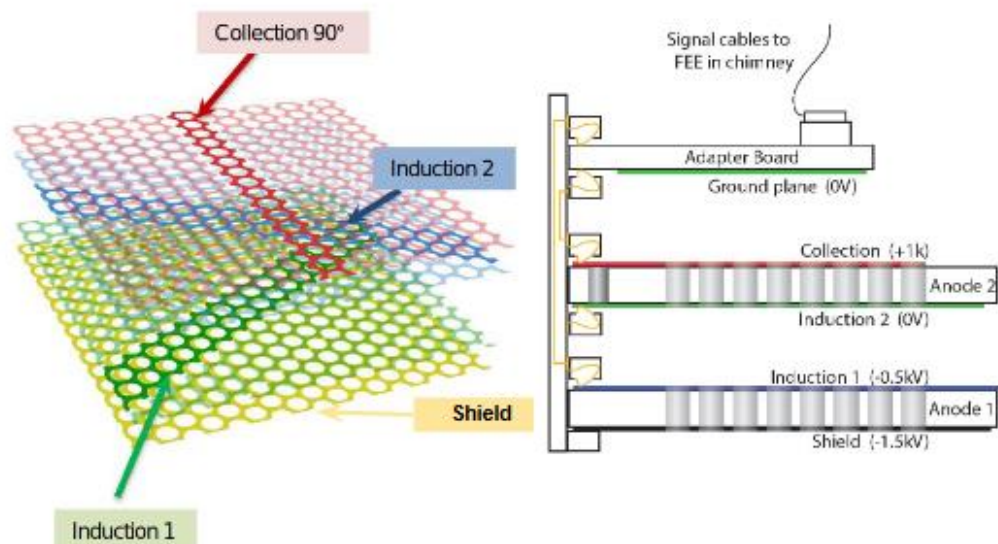 Collection 90°
Induction 2
Shield
Induction 1
Signal cables to
FEE in chimney
Adapter Board
Ground plane (0V)
Collection (+1k)
Anode 2
Induction 2 (0V)
Induction 1 (-0.5kV)
Anode 1
Shield (-1.5kV)